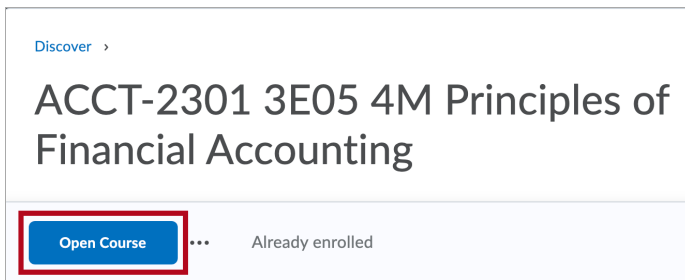 Discover >
ACCT-2301 3E05 4M Principles of
Financial Accounting
Open Course ••• Already enrolled